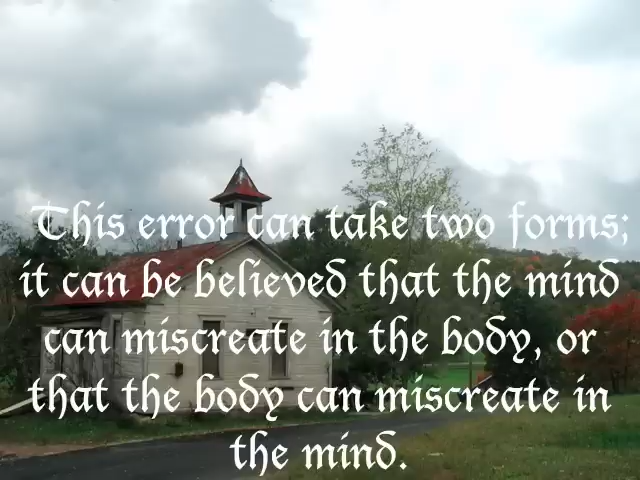 This error can take two forms;
it can be believed that the mind
can miscreate in the body, or
that the body can miscreate in
the mind.